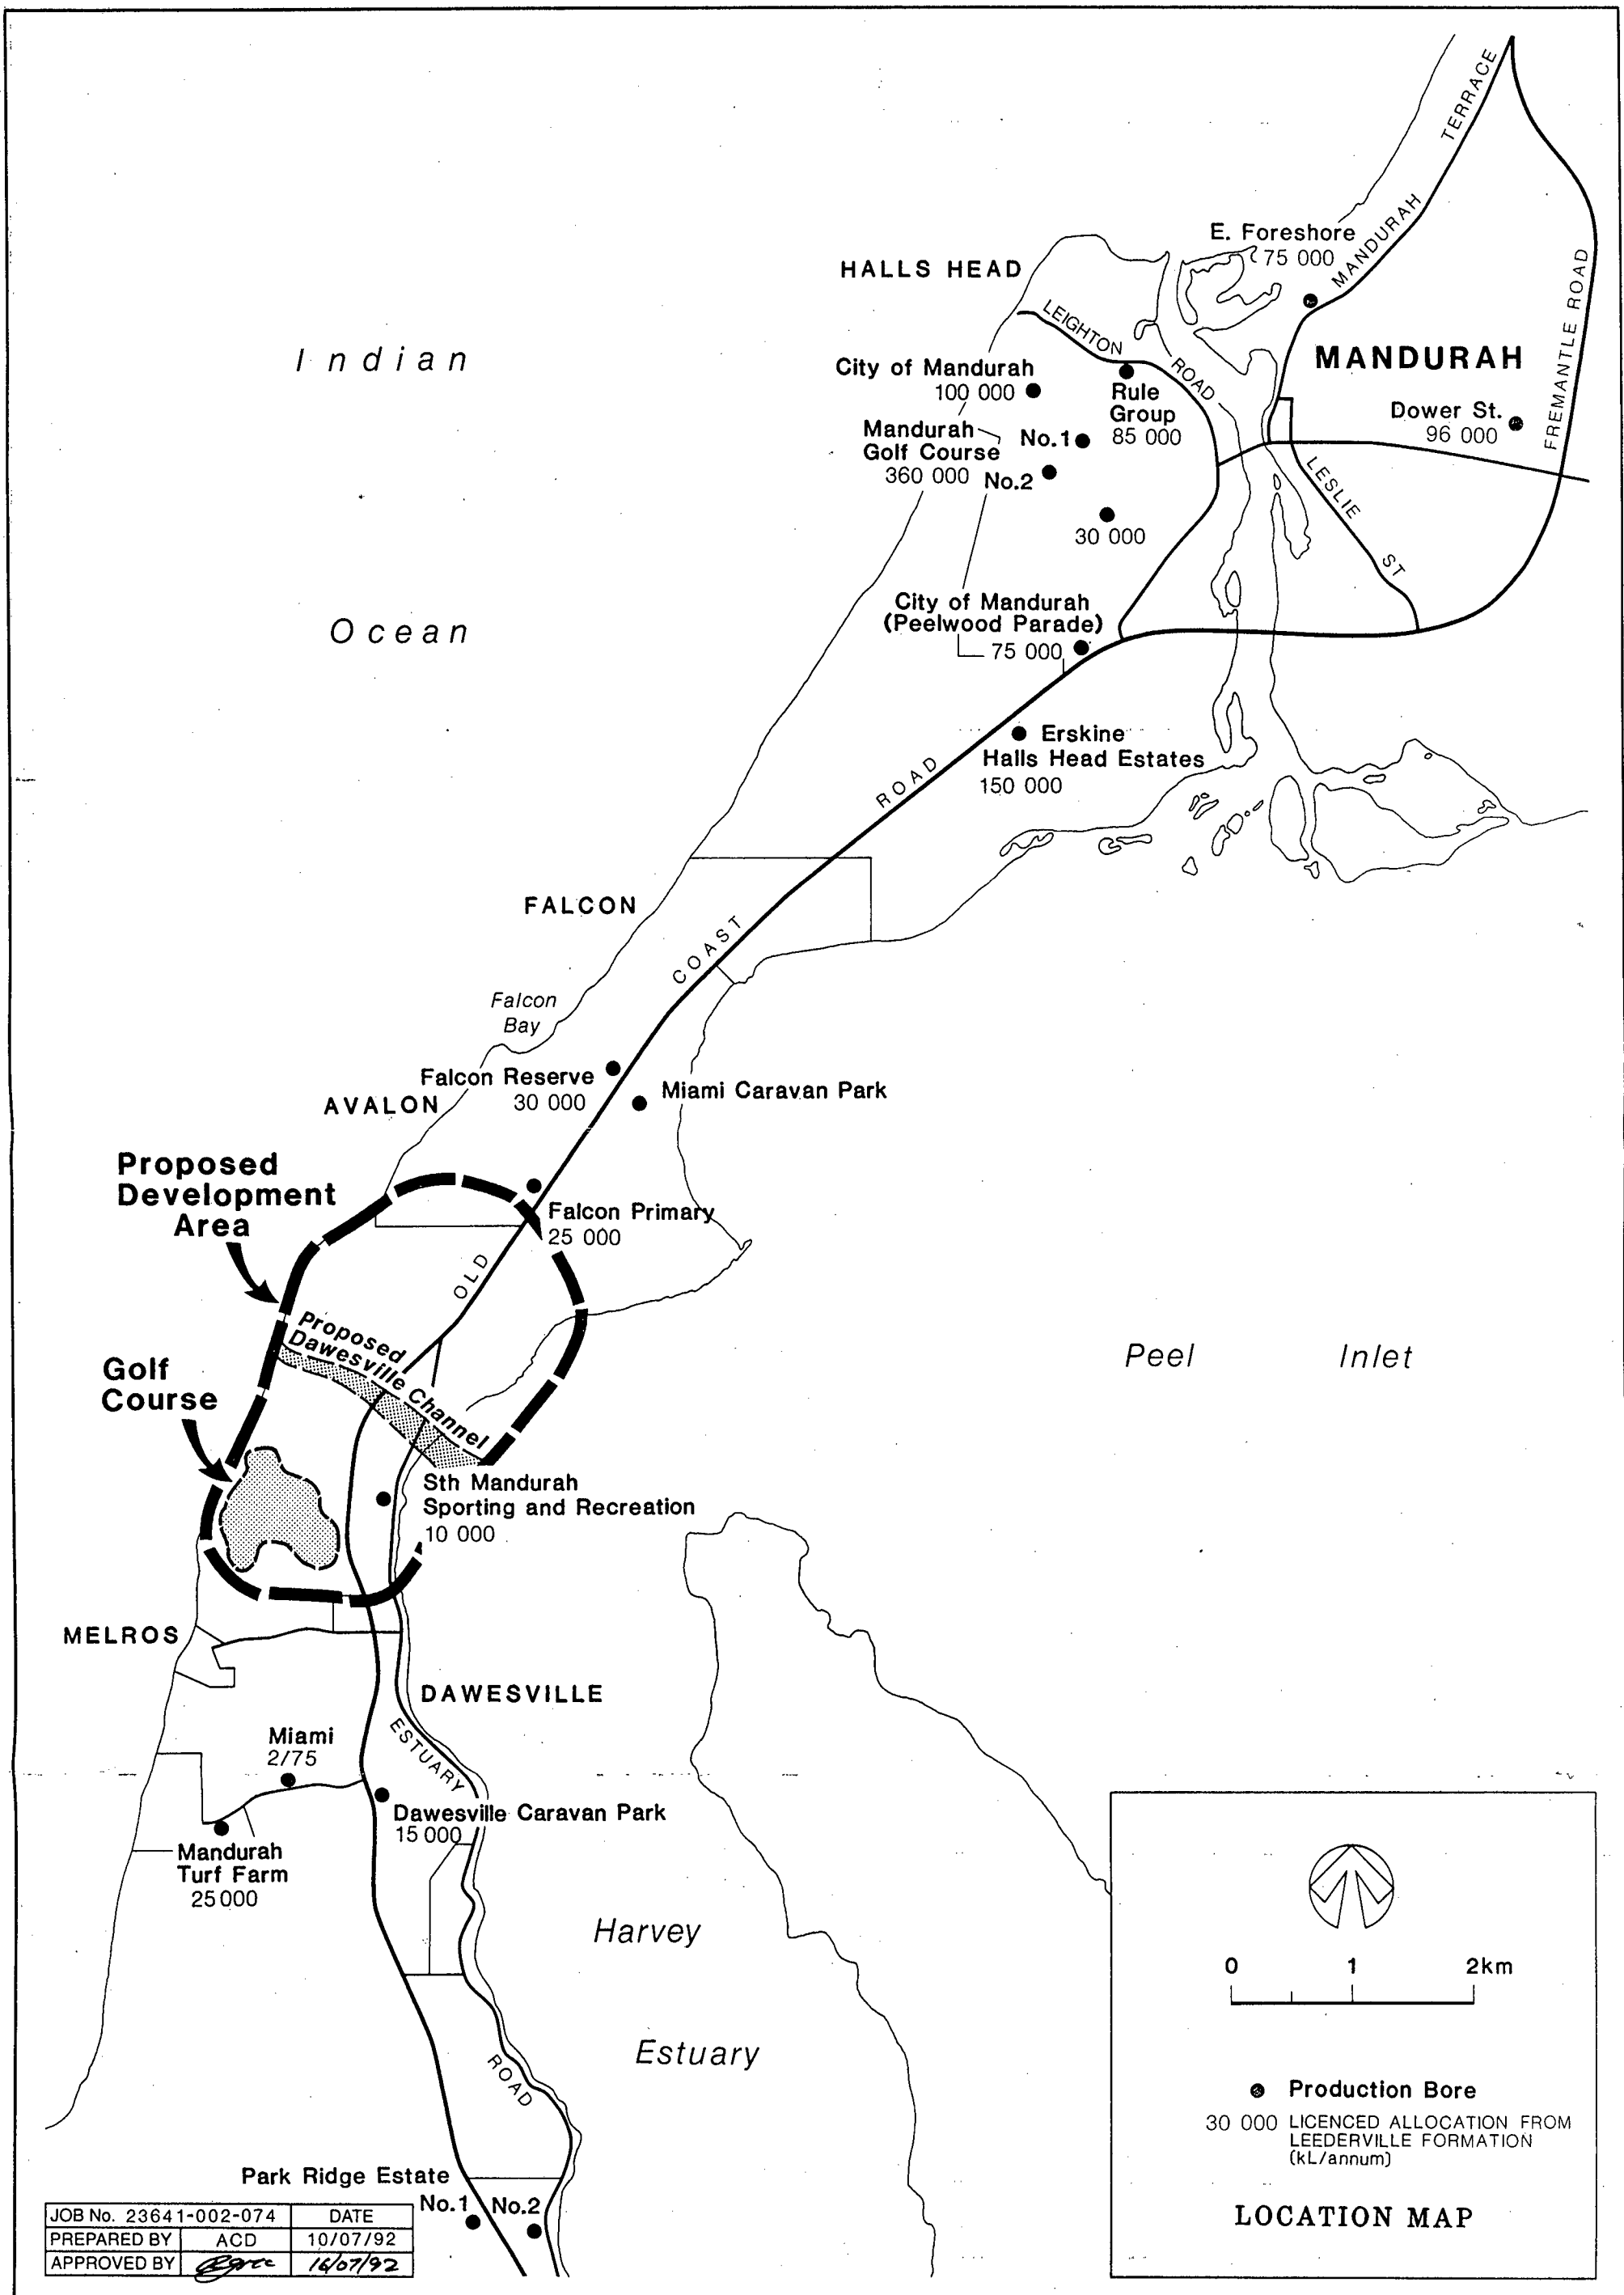 MANDURAH TERRACE
E. Foreshore
75 000
HALLS HEAD
FREMANTLE ROAD
LEIGHTON ROAD
Indian
Ocean
MANDURAH
City of Mandurah
100 000
Rule
Group
85 000
Dower St.
96 000
Mandurah
Golf Course
360 000
No.1
No.2
LESLIE ST
30 000
City of Mandurah
(Peelwood Parade)
75 000
Erskine
Halls Head Estates
150 000
OLD COAST ROAD
FALCON
Falcon
Bay
Falcon Reserve
30 000
Miami Caravan Park
AVALON
Proposed
Development
Area
Falcon Primary
25 000
Proposed
Dawesville Channel
Peel Inlet
Golf
Course
Sth Mandurah
Sporting and Recreation
10 000
MELROS
DAWESVILLE
ESTUARY ROAD
Miami
2/75
Dawesville Caravan Park
15 000
Mandurah
Turf Farm
25 000
Harvey
Estuary
Park Ridge Estate
No.1 No.2
0 1 2km
Production Bore
30 000 LICENCED ALLOCATION FROM
LEEDERVILLE FORMATION
(kL/annum)
LOCATION MAP
JOB No. 23641-002-074 DATE
PREPARED BY ACD 10/07/92
APPROVED BY 16/07/92